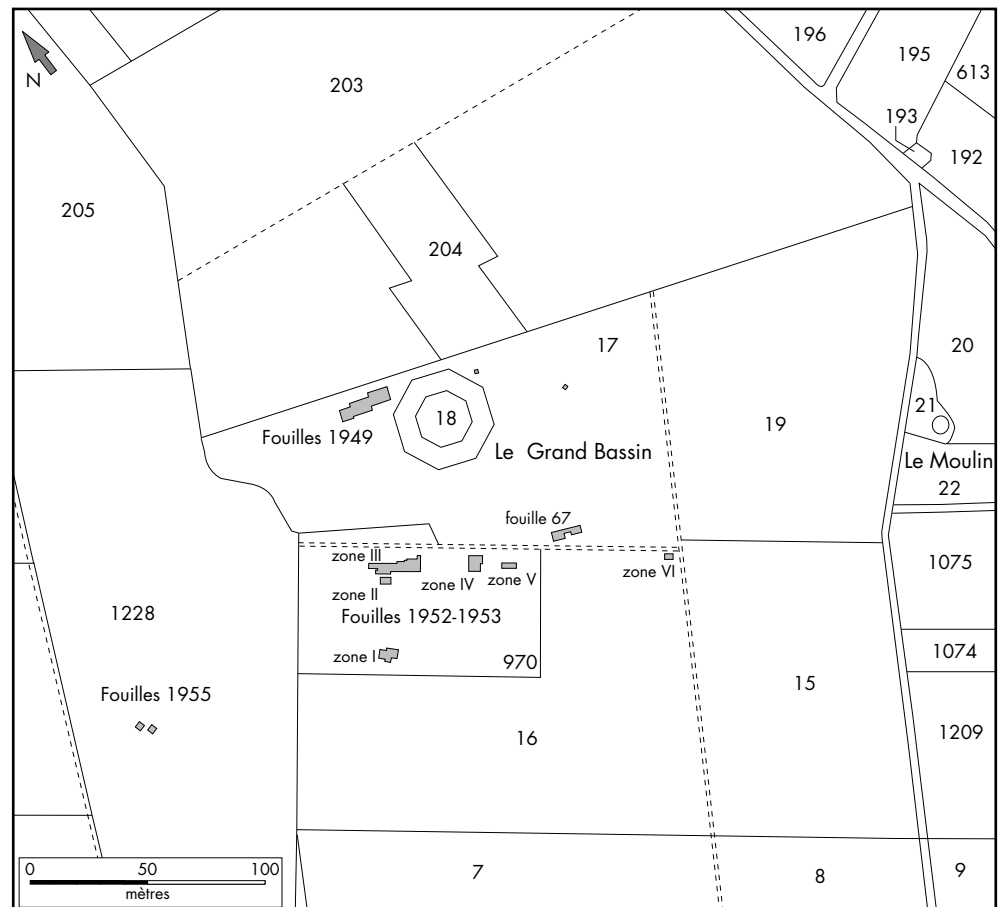 196
195
613
N
203
193
192
205
204
17
20
18
19
21
Fouilles 1949
Le Grand Bassin
Le Moulin
22
fouille 67
zone III
zone IV
zone V
zone VI
zone II
1075
Fouilles 1952-1953
1228
zone I
970
1074
Fouilles 1955
15
16
1209
0 50 100
mètres
7
8
9